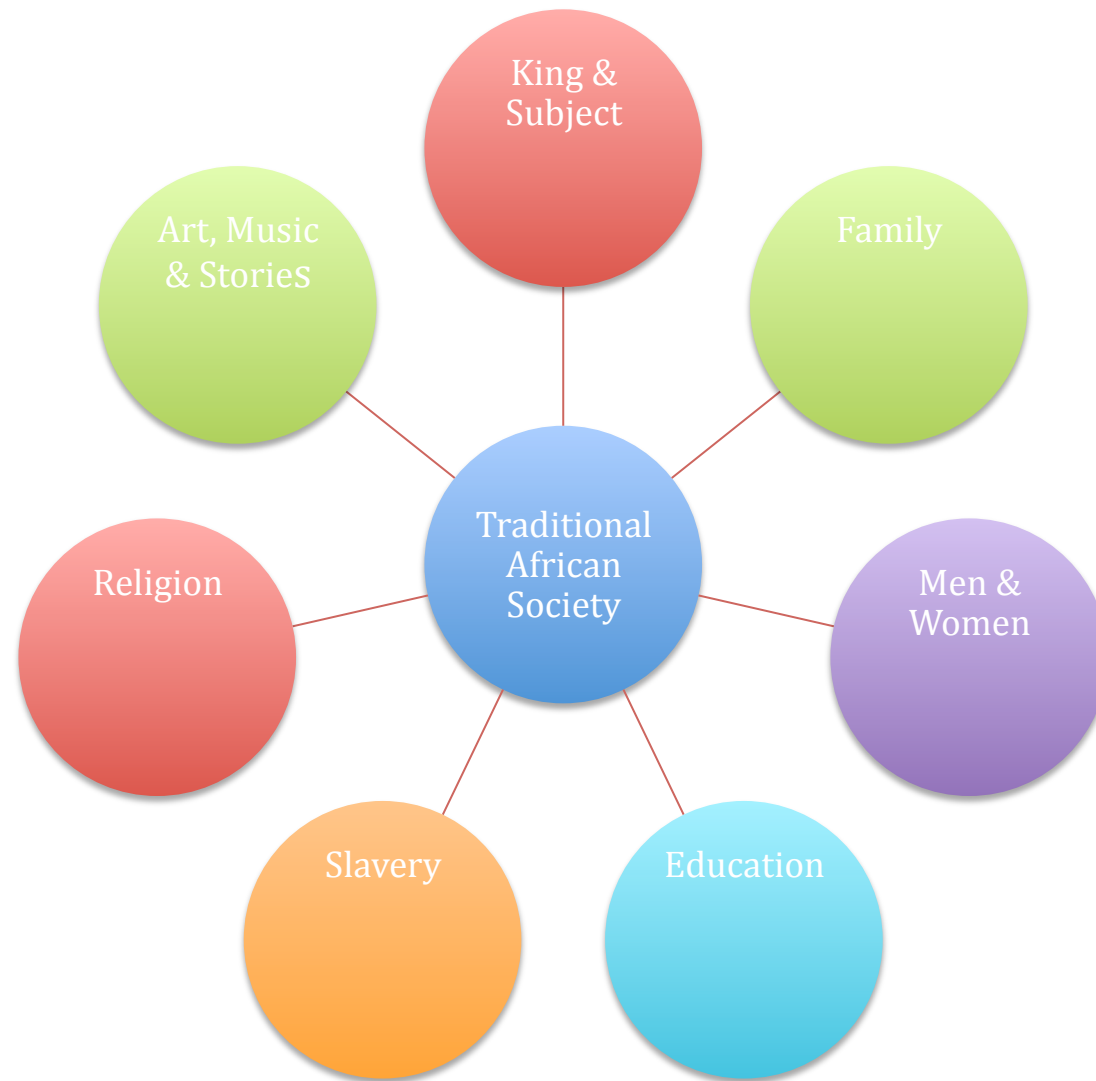 King &
Subject
Family
Men &
Women
Education
Slavery
Religion
Art, Music
& Stories
Traditional
African
Society